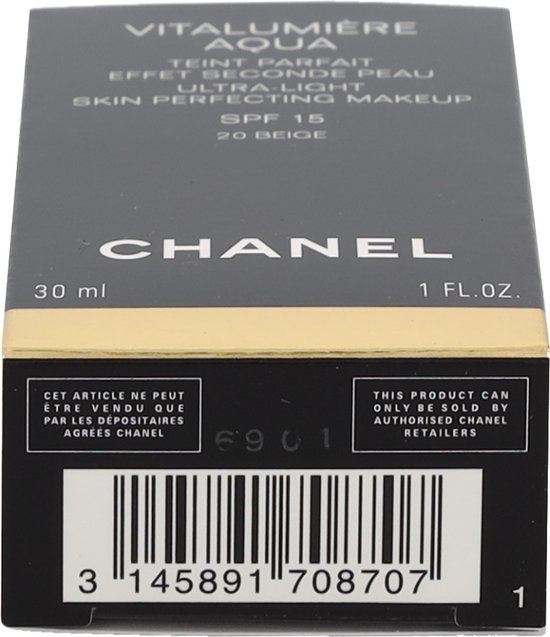 VITALUMIÈRE
AQUA
TEINT PARFAIT
EFFET SECONDE PEAU
ULTRA-LIGHT
SKIN PERFECTING MAKEUP
SPF 15
20 BEIGE
CHANEL
30 ml
1 FL.OZ.
CET ARTICLE NE PEUT
ÊTRE VENDU QUE
PAR LES DÉPOSITAIRES
AGRÉÉS CHANEL
THIS PRODUCT CAN
ONLY BE SOLD BY
AUTHORISED CHANEL
RETAILERS
6901
3 145891 708707
1